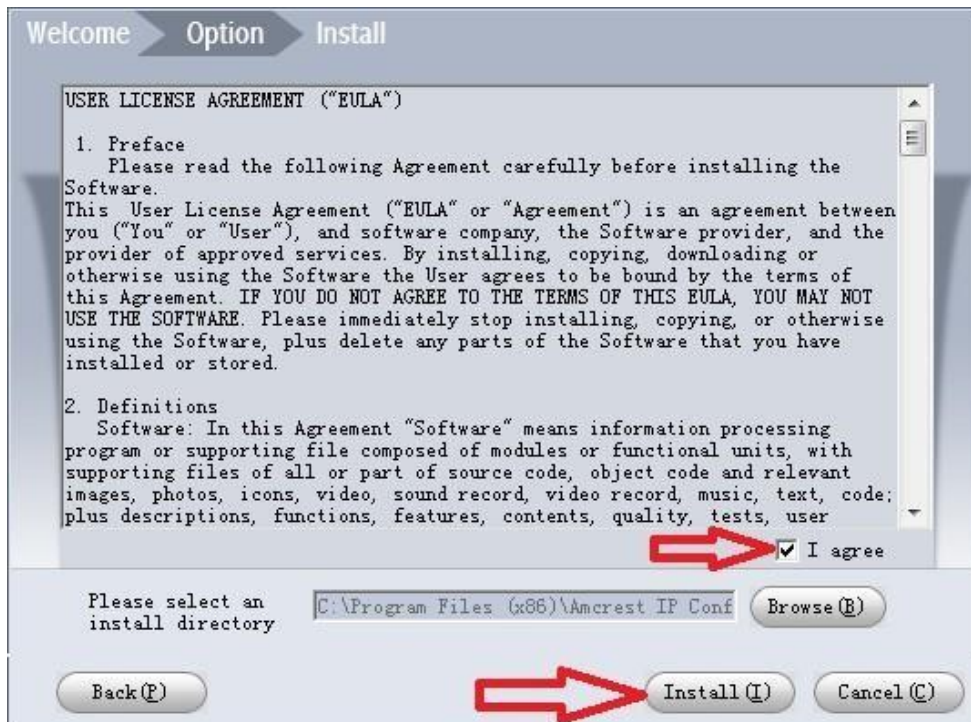 Welcome Option Install
USER LICENSE AGREEMENT ("EULA")
1. Preface
Please read the following Agreement carefully before installing the
Software.
This User License Agreement ("EULA" or "Agreement") is an agreement between
you ("You" or "User"), and software company, the Software provider, and the
provider of approved services. By installing, copying, downloading or
otherwise using the Software the User agrees to be bound by the terms of
this Agreement. IF YOU DO NOT AGREE TO THE TERMS OF THIS EULA, YOU MAY NOT
USE THE SOFTWARE. Please immediately stop installing, copying, or otherwise
using the Software, plus delete any parts of the Software that you have
installed or stored.
2. Definitions
Software: In this Agreement "Software" means information processing
program or supporting file composed of modules or functional units, with
supporting files of all or part of source code, object code and relevant
images, photos, icons, video, sound record, video record, music, text, code;
plus descriptions, functions, features, contents, quality, tests, user
I agree
Please select an
install directory
C:\Program Files (x86)\Amcrest IP Conf
Browse(B)
Back(P)
Install(I)
Cancel(C)